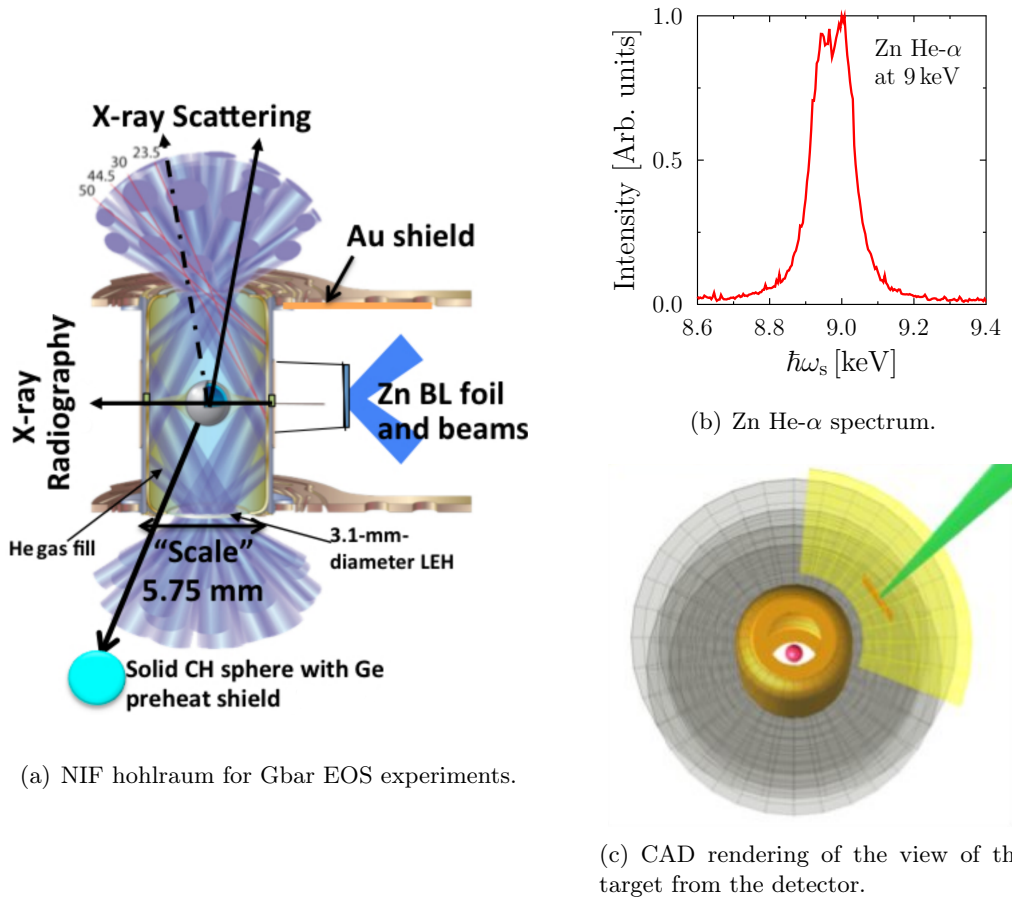 X-ray Scattering
23.5
30
44.5
50
Au shield
X-ray
Radiography
Zn BL foil
and beams
He gas fill
"Scale"
5.75 mm
3.1-mm-
diameter LEH
Solid CH sphere with Ge
preheat shield
(a) NIF hohlraum for Gbar EOS experiments.
Intensity [Arb. units]
1.0
0.5
0.0
Zn He-α
at 9 keV
8.6 8.8 9.0 9.2 9.4
ℏωs [keV]
(b) Zn He-α spectrum.
(c) CAD rendering of the view of th
target from the detector.